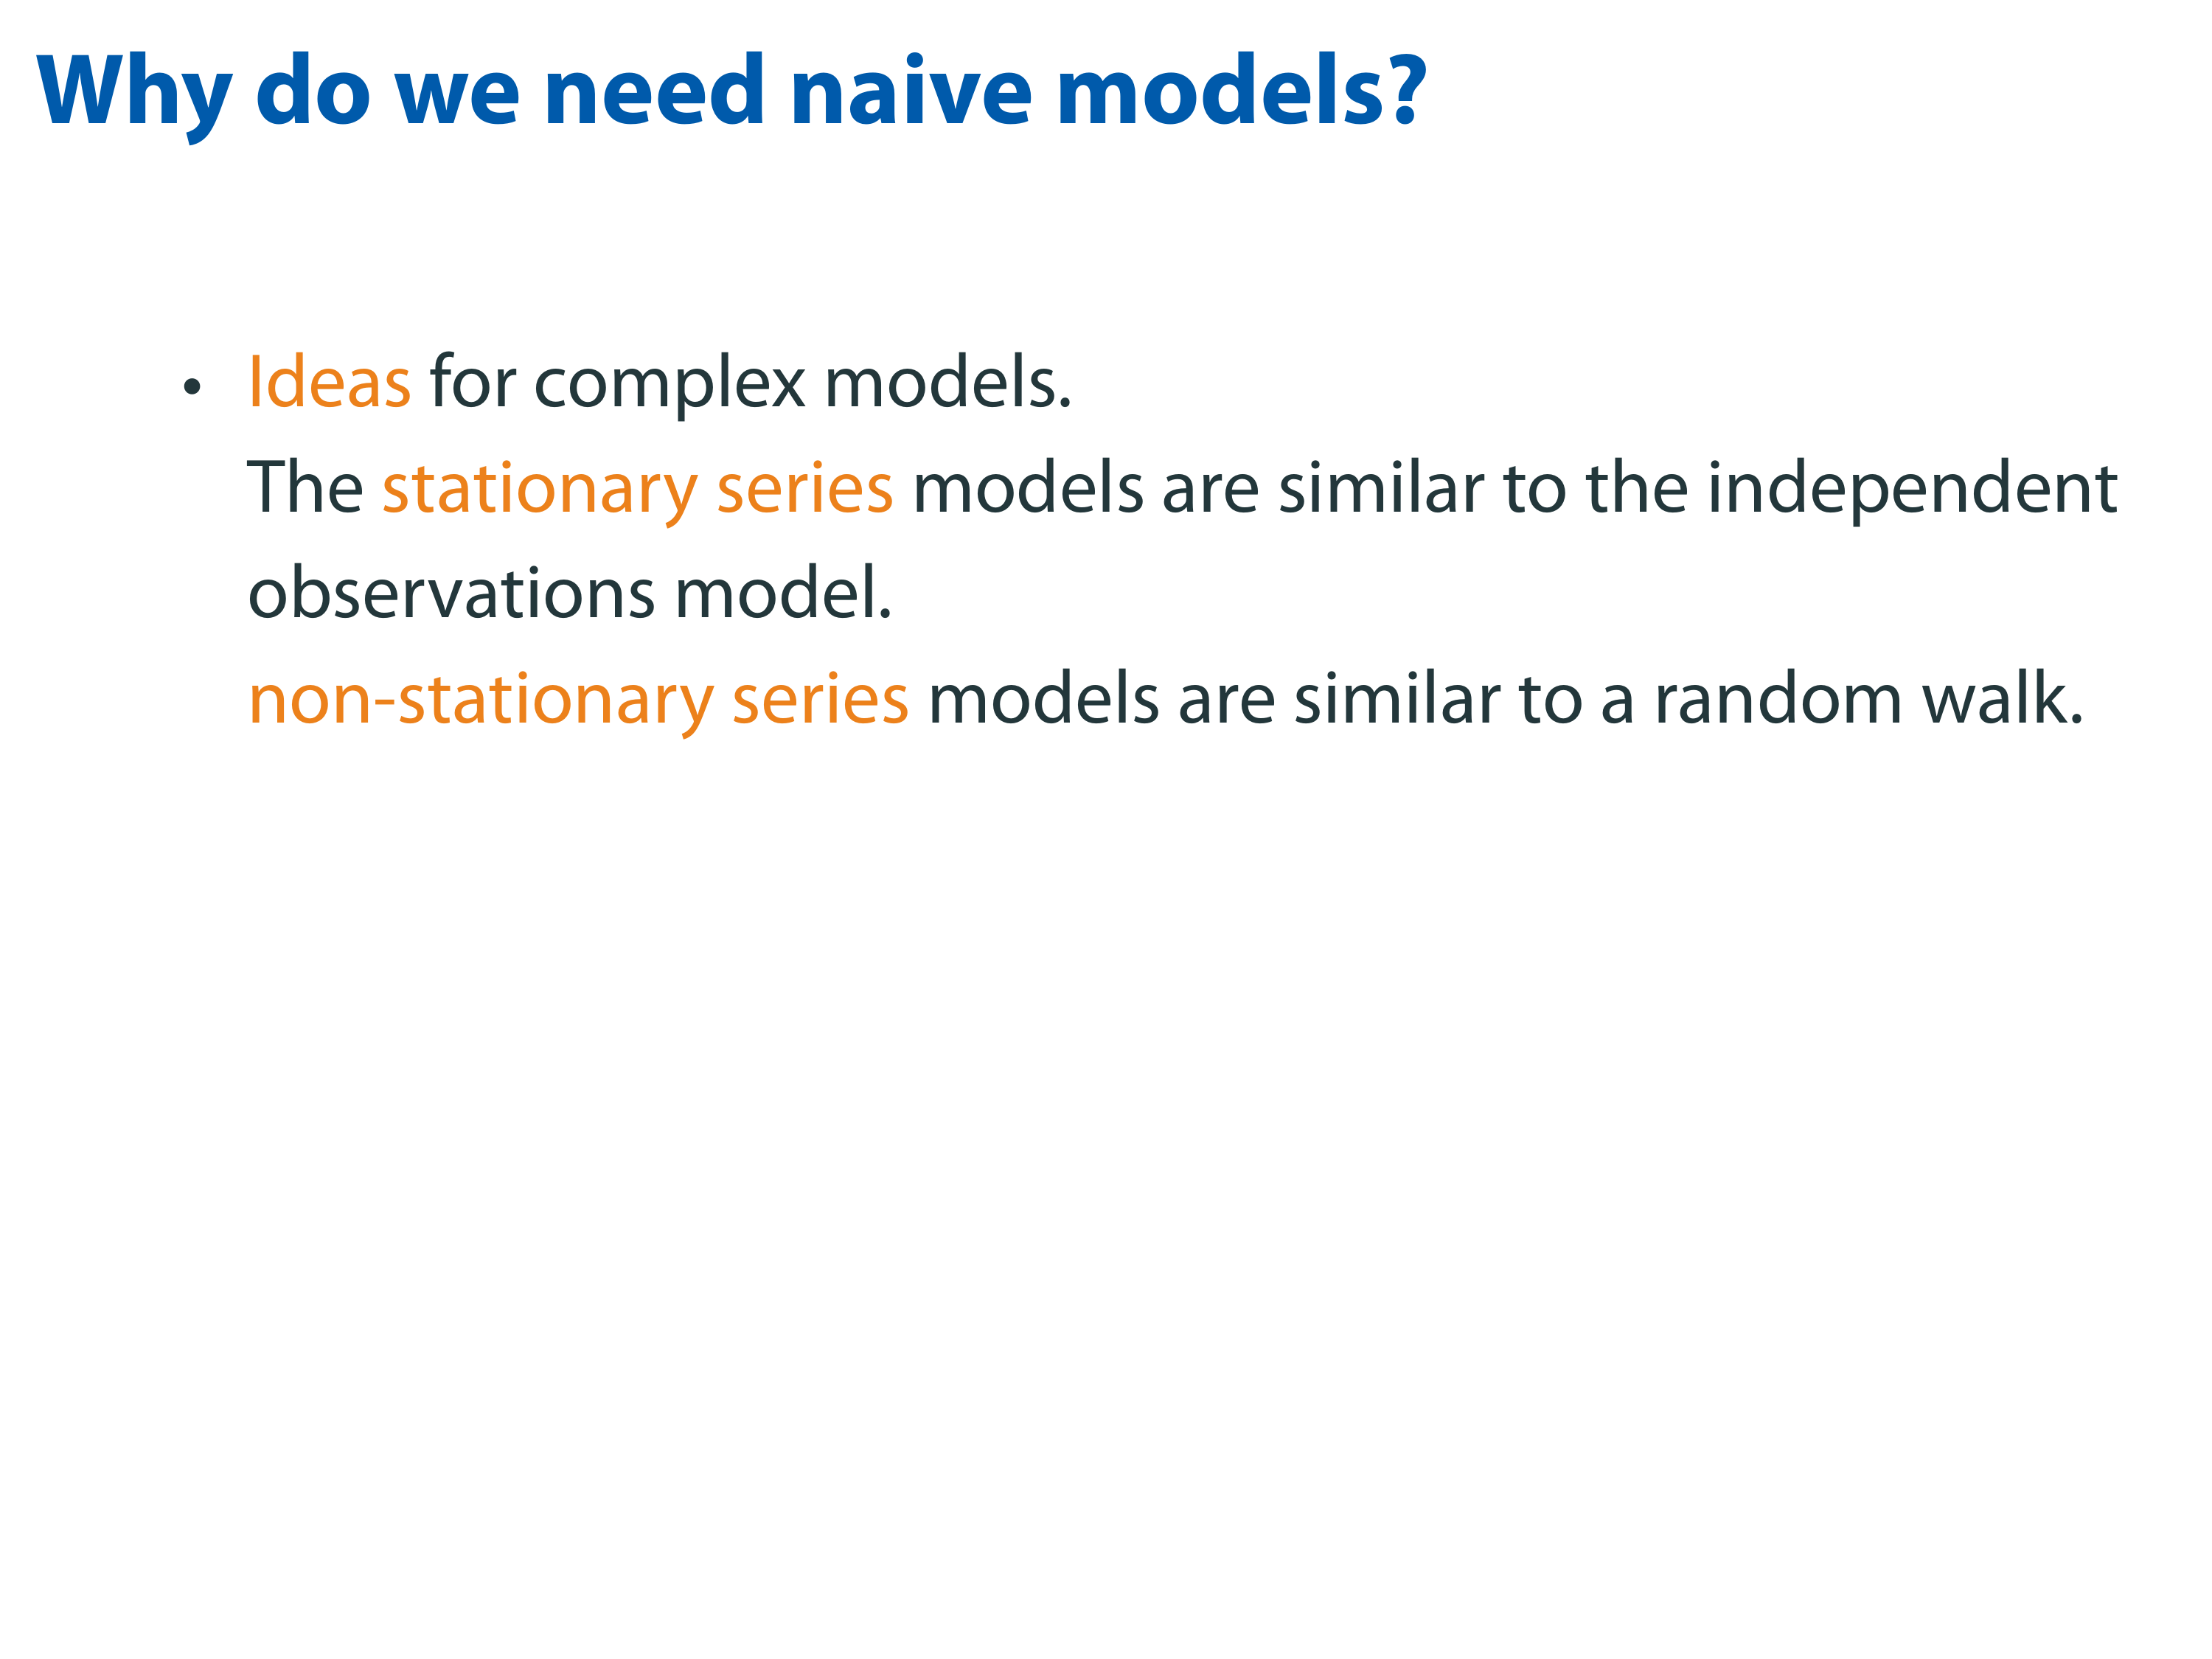 Why do we need naive models?
• Ideas for complex models.
The stationary series models are similar to the independent
observations model.
non-stationary series models are similar to a random walk.